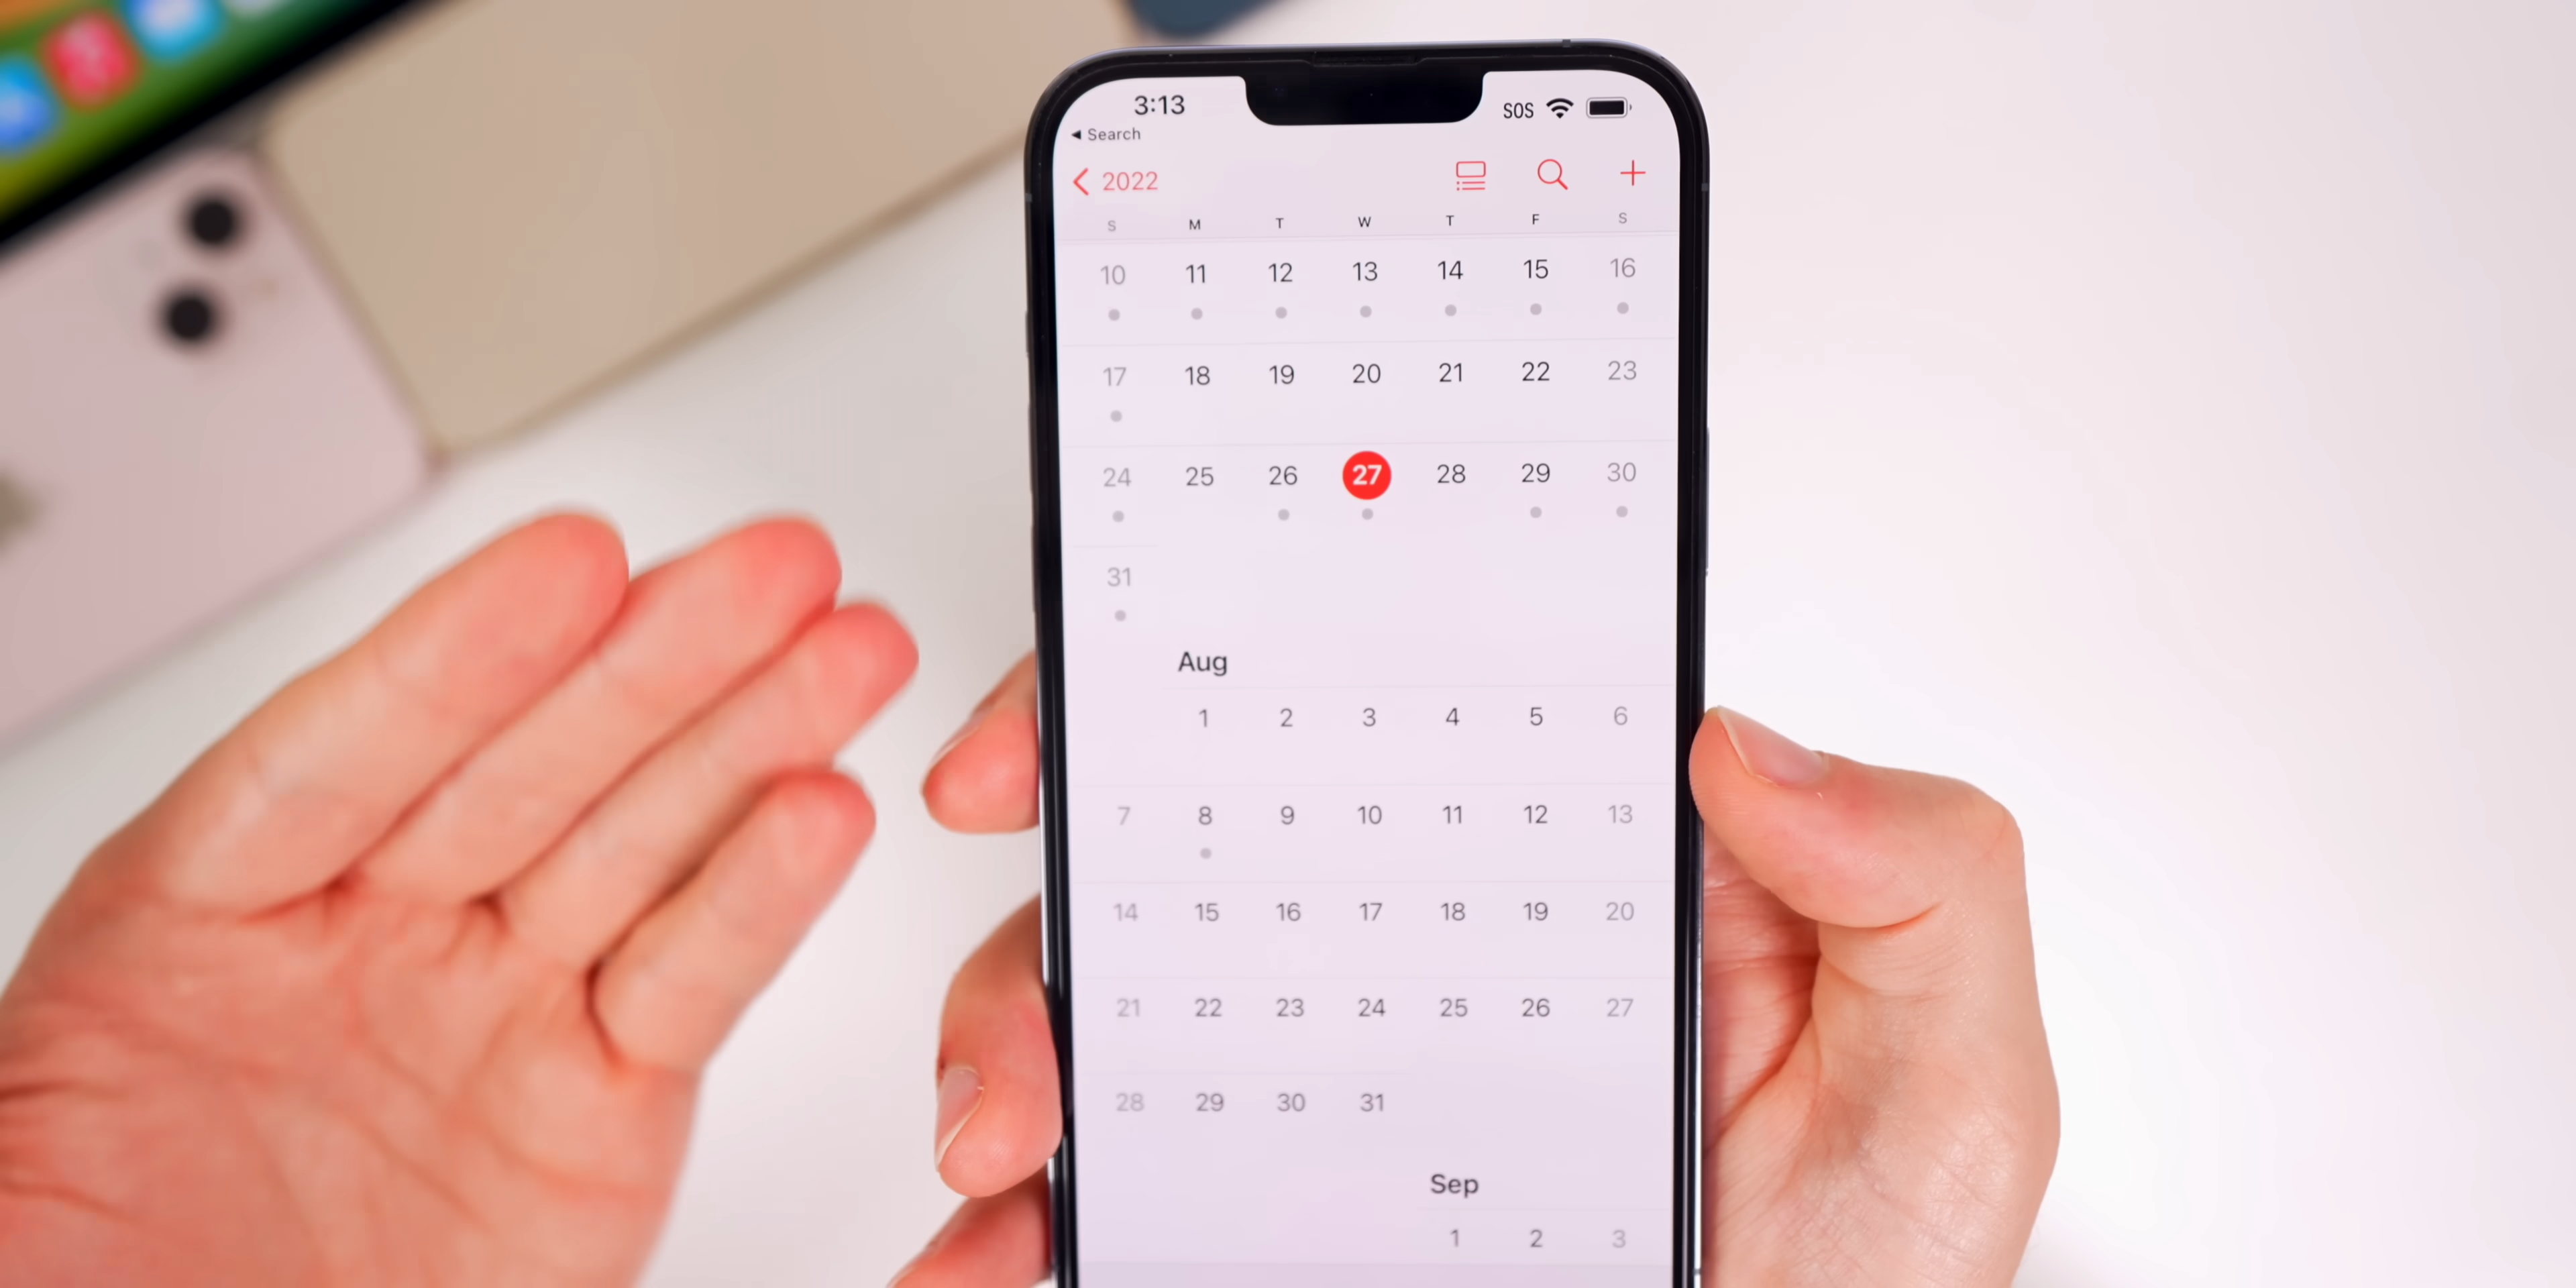 3:13 SOS
◀ Search
2022
S M T W T F S
10 11 12 13 14 15 16
17 18 19 20 21 22 23
24 25 26 27 28 29 30
31
Aug
1 2 3 4 5 6
7 8 9 10 11 12 13
14 15 16 17 18 19 20
21 22 23 24 25 26 27
28 29 30 31
Sep
1 2 3